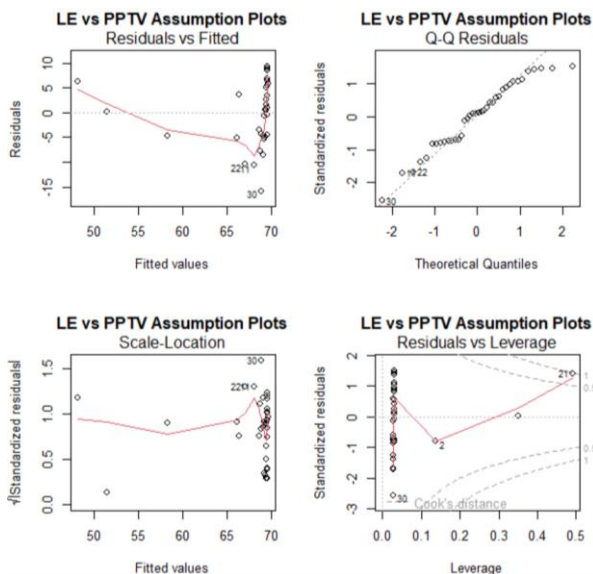 LE vs PPTV Assumption Plots
Residuals vs Fitted
Residuals
10
5
0
-5
-15
22
11
30
50 55 60 65 70
Fitted values
LE vs PPTV Assumption Plots
Q-Q Residuals
Standardized residuals
1
0
-1
-2
22
30
-2 -1 0 1 2
Theoretical Quantiles
LE vs PPTV Assumption Plots
Scale-Location
√|Standardized residuals|
1.5
1.0
0.5
0.0
30
50 55 60 65 70
Fitted values
LE vs PPTV Assumption Plots
Residuals vs Leverage
Standardized residuals
2
1
0
-1
-2
-3
21
1
2
1
30
Cook's distance
0.0 0.1 0.2 0.3 0.4 0.5
Leverage